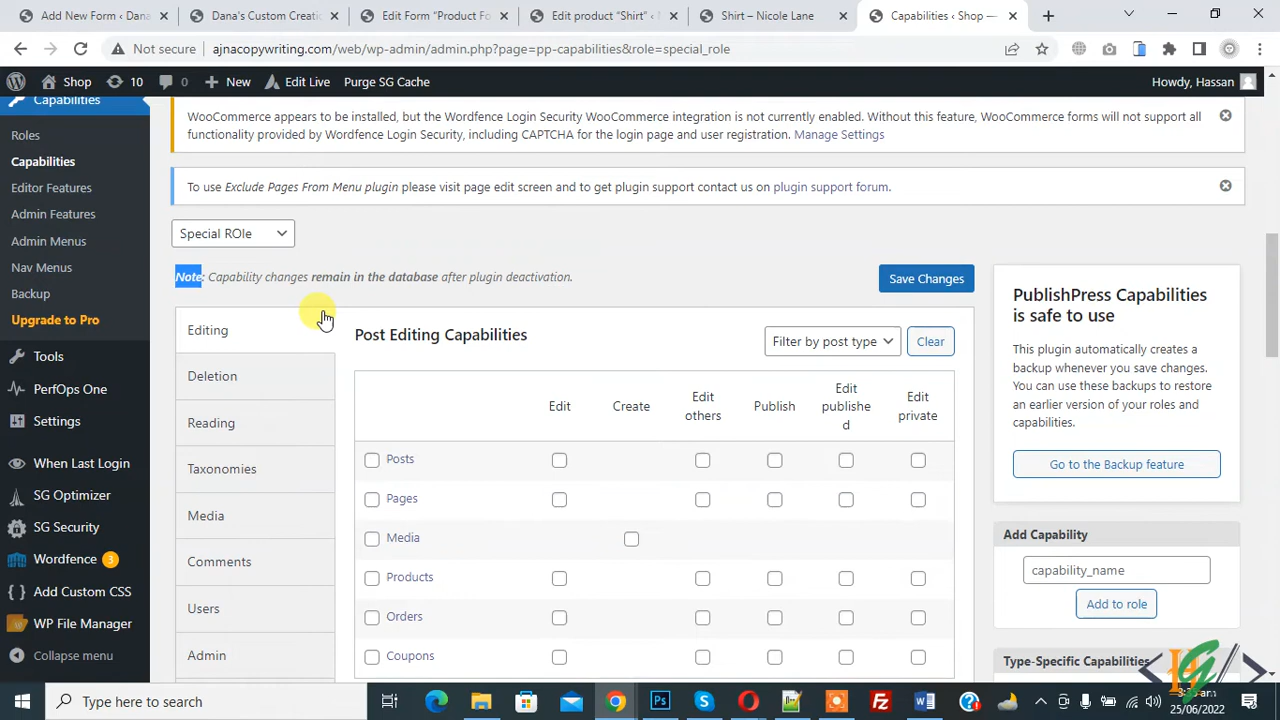 Add New Form ‹ Dana
Dana's Custom Creatio
Edit Form "Product Fo
Edit product "Shirt" ‹
Shirt – Nicole Lane
Capabilities ‹ Shop —
Not secure
ajnacopywriting.com/web/wp-admin/admin.php?page=pp-capabilities&role=special_role
Shop
10
0
New
Edit Live
Purge SG Cache
Howdy, Hassan
Capabilities
Roles
Capabilities
Editor Features
Admin Features
Admin Menus
Nav Menus
Backup
Upgrade to Pro
Tools
PerfOps One
Settings
When Last Login
SG Optimizer
SG Security
Wordfence 3
Add Custom CSS
WP File Manager
Collapse menu
WooCommerce appears to be installed, but the Wordfence Login Security WooCommerce integration is not currently enabled. Without this feature, WooCommerce forms will not support all
functionality provided by Wordfence Login Security, including CAPTCHA for the login page and user registration. Manage Settings
To use Exclude Pages From Menu plugin please visit page edit screen and to get plugin support contact us on plugin support forum.
Special ROle
Note: Capability changes remain in the database after plugin deactivation.
Save Changes
Editing
Deletion
Reading
Taxonomies
Media
Comments
Users
Admin
Post Editing Capabilities
Filter by post type
Clear
Edit
Create
Edit
others
Publish
Edit
publishe
d
Edit
private
Posts
Pages
Media
Products
Orders
Coupons
PublishPress Capabilities
is safe to use
This plugin automatically creates a
backup whenever you save changes.
You can use these backups to restore
an earlier version of your roles and
capabilities.
Go to the Backup feature
Add Capability
capability_name
Add to role
Type-Specific Capabilities
Type here to search
25/06/2022